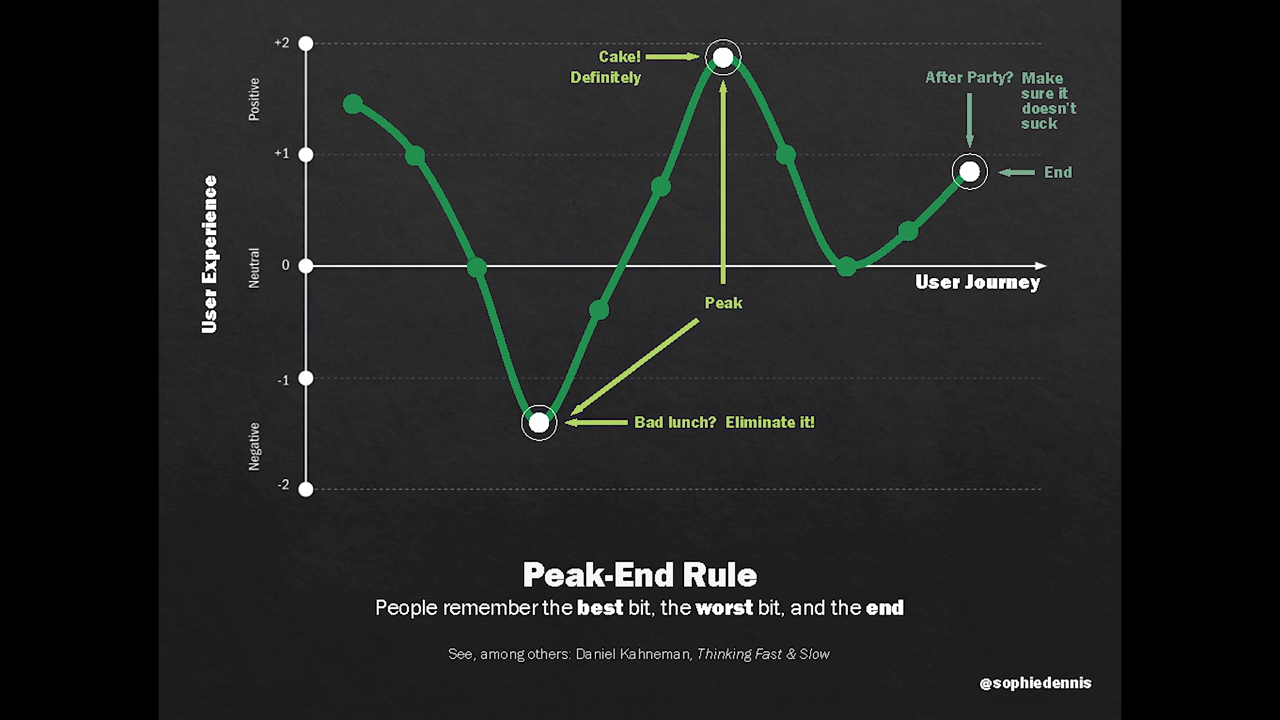 +2
Cake!
Definitely
After Party? Make
sure it
doesn't
suck
Positive
+1
End
User Experience
Neutral
0
User Journey
Peak
-1
Bad lunch? Eliminate it!
Negative
-2
Peak-End Rule
People remember the best bit, the worst bit, and the end
See, among others: Daniel Kahneman, Thinking Fast & Slow
@sophiedennis